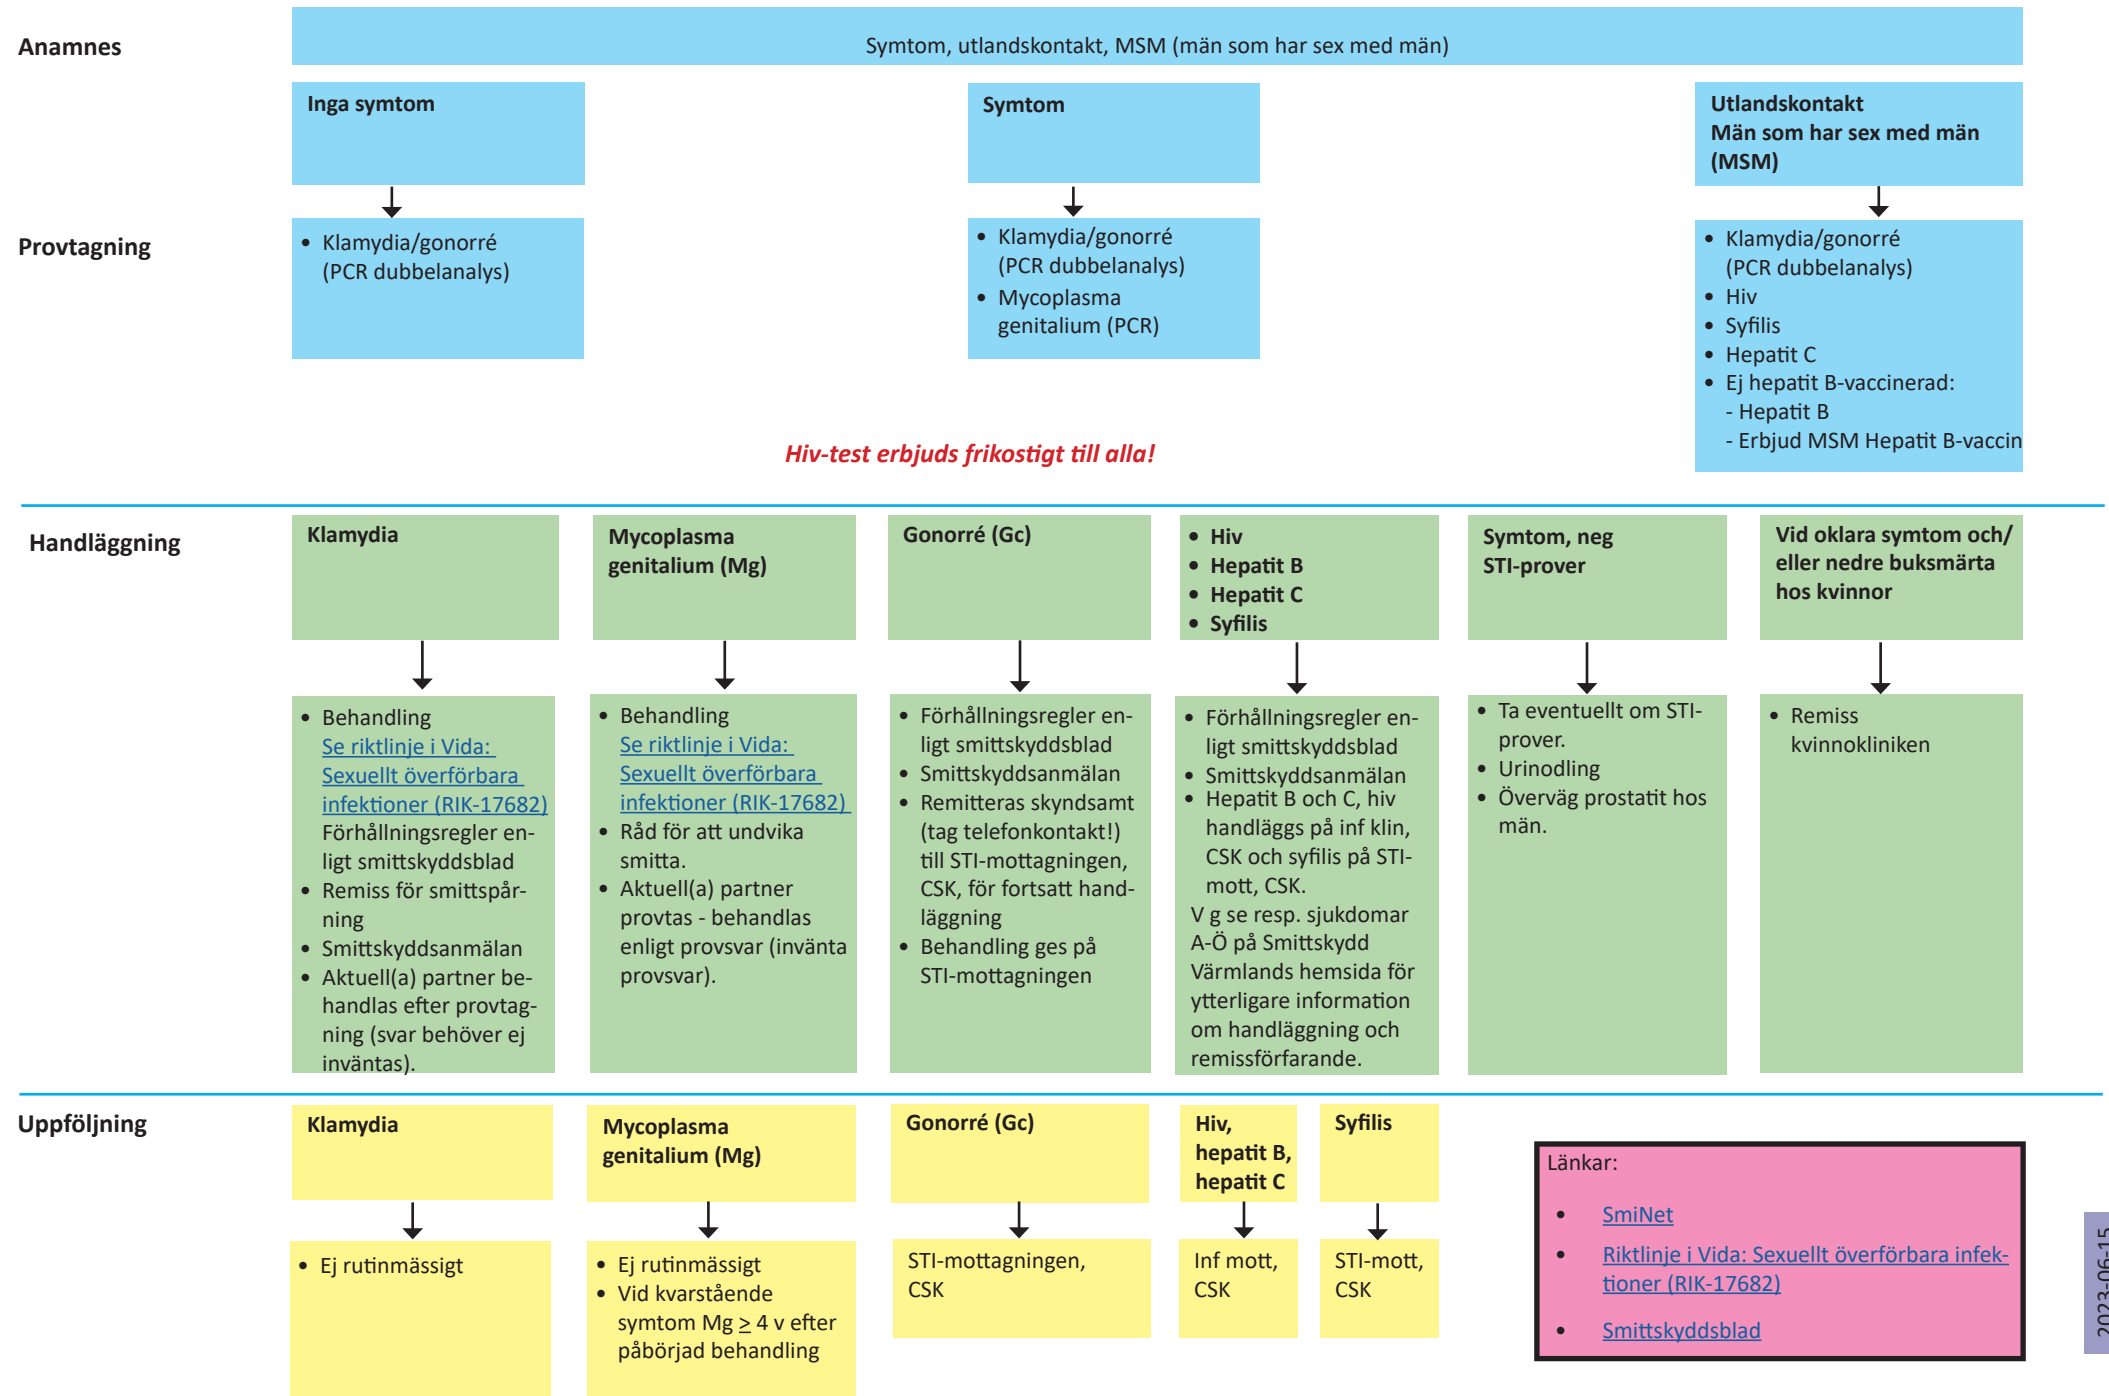 Anamnes
Symtom, utlandskontakt, MSM (män som har sex med män)
Inga symtom
Symtom
Utlandskontakt
Män som har sex med män
(MSM)
Provtagning
• Klamydia/gonorré
(PCR dubbelanalys)
• Klamydia/gonorré
(PCR dubbelanalys)
• Mycoplasma
genitalium (PCR)
• Klamydia/gonorré
(PCR dubbelanalys)
• Hiv
• Syfilis
• Hepatit C
• Ej hepatit B-vaccinerad:
- Hepatit B
- Erbjud MSM Hepatit B-vaccin
Hiv-test erbjuds frikostigt till alla!
Handläggning
Klamydia
Mycoplasma
genitalium (Mg)
Gonorré (Gc)
• Hiv
• Hepatit B
• Hepatit C
• Syfilis
Symtom, neg
STI-prover
Vid oklara symtom och/
eller nedre buksmärta
hos kvinnor
• Behandling
Se riktlinje i Vida:
Sexuellt överförbara
infektioner (RIK-17682)
Förhållningsregler en-
ligt smittskyddsblad
• Remiss för smittspår-
ning
• Smittskyddsanmälan
• Aktuell(a) partner be-
handlas efter provtag-
ning (svar behöver ej
inväntas).
• Behandling
Se riktlinje i Vida:
Sexuellt överförbara
infektioner (RIK-17682)
• Råd för att undvika
smitta.
• Aktuell(a) partner
provtas - behandlas
enligt provsvar (invänta
provsvar).
• Förhållningsregler en-
ligt smittskyddsblad
• Smittskyddsanmälan
• Remitteras skyndsamt
(tag telefonkontakt!)
till STI-mottagningen,
CSK, för fortsatt hand-
läggning
• Behandling ges på
STI-mottagningen
• Förhållningsregler en-
ligt smittskyddsblad
• Smittskyddsanmälan
• Hepatit B och C, hiv
handläggs på inf klin,
CSK och syfilis på STI-
mott, CSK.
V g se resp. sjukdomar
A-Ö på Smittskydd
Värmlands hemsida för
ytterligare information
om handläggning och
remissförfarande.
• Ta eventuellt om STI-
prover.
• Urinodling
• Överväg prostatit hos
män.
• Remiss
kvinnokliniken
Uppföljning
Klamydia
Mycoplasma
genitalium (Mg)
Gonorré (Gc)
Hiv,
hepatit B,
hepatit C
Syfilis
• Ej rutinmässigt
• Ej rutinmässigt
• Vid kvarstående
symtom Mg ≥ 4 v efter
påbörjad behandling
STI-mottagningen,
CSK
Inf mott,
CSK
STI-mott,
CSK
Länkar:
• SmiNet
• Riktlinje i Vida: Sexuellt överförbara infek-
tioner (RIK-17682)
• Smittskyddsblad
2023-06-15